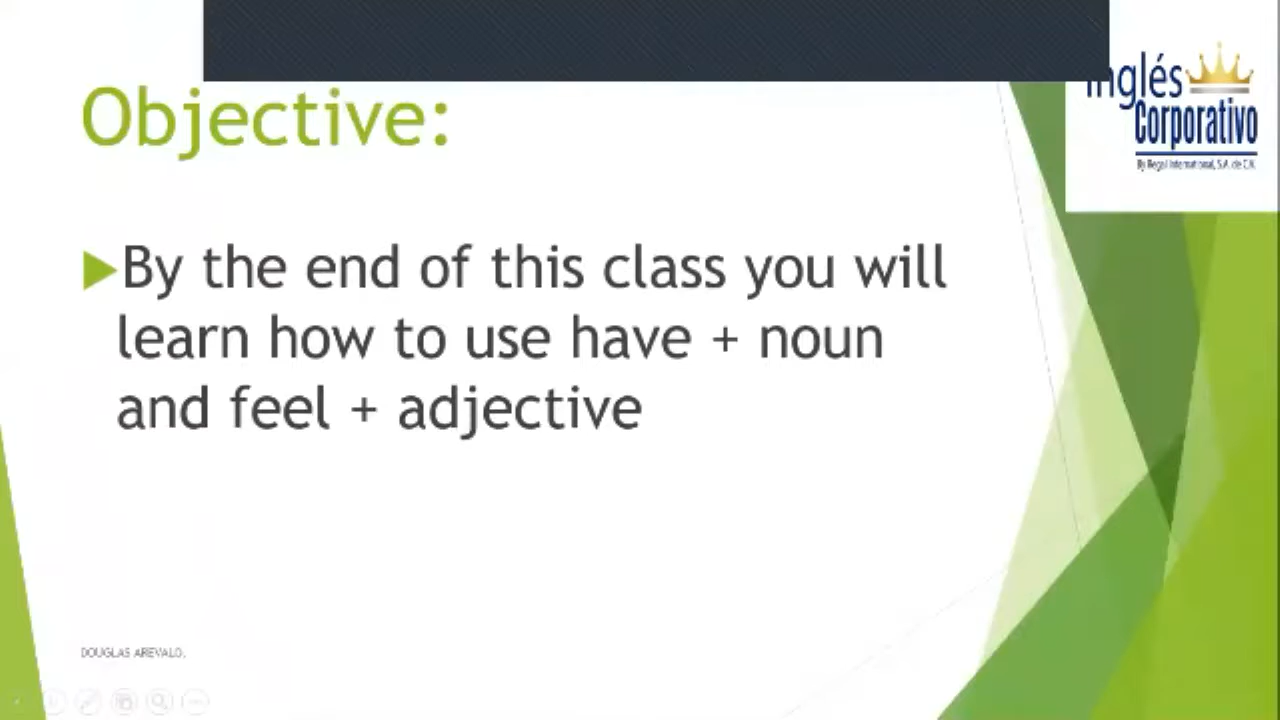 Objective:
Inglés
Corporativo
By Regal International, S.A. de C.V.
By the end of this class you will
learn how to use have + noun
and feel + adjective
DOUGLAS AREVALO.